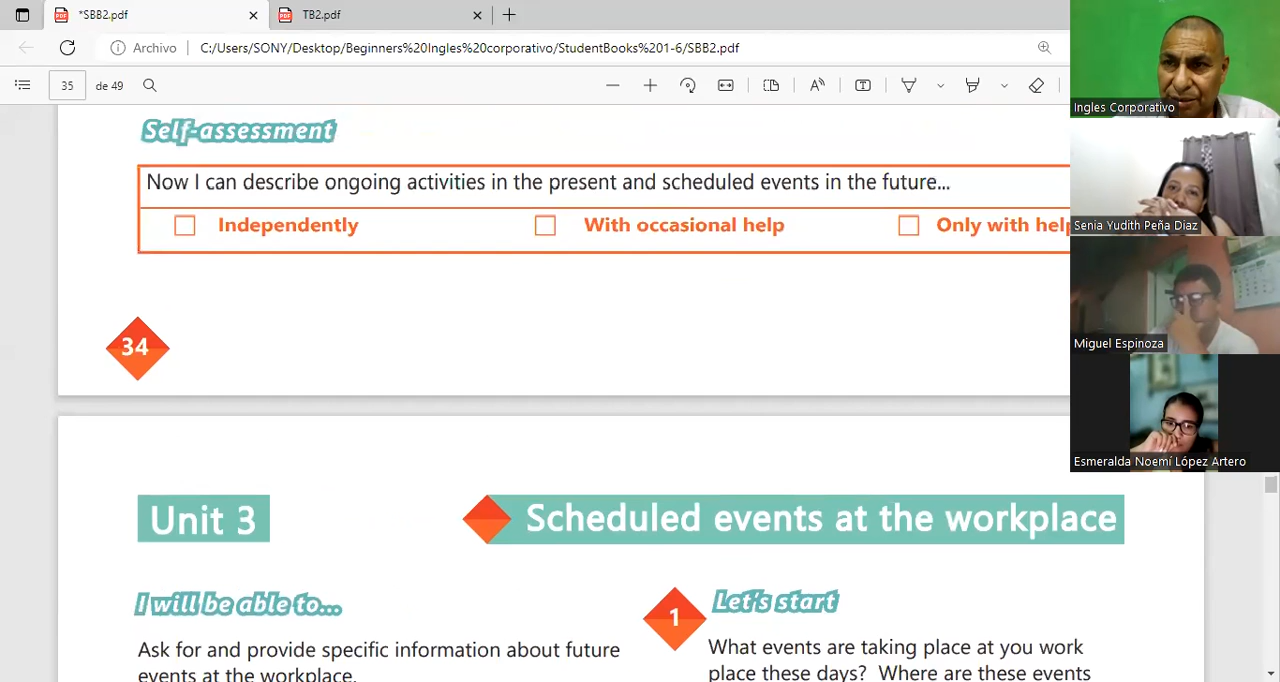 *SBB2.pdf
TB2.pdf
Archivo | C:/Users/SONY/Desktop/Beginners%20Ingles%20corporativo/StudentBooks%201-6/SBB2.pdf
35 de 49
Self-assessment
Now I can describe ongoing activities in the present and scheduled events in the future...
Independently With occasional help Only with help
34
Unit 3 Scheduled events at the workplace
I will be able to...
Ask for and provide specific information about future
events at the workplace.
1 Let's start
What events are taking place at you work
place these days? Where are these events
Ingles Corporativo
Senia Yudith Peña Diaz
Miguel Espinoza
Esmeralda Noemí López Artero